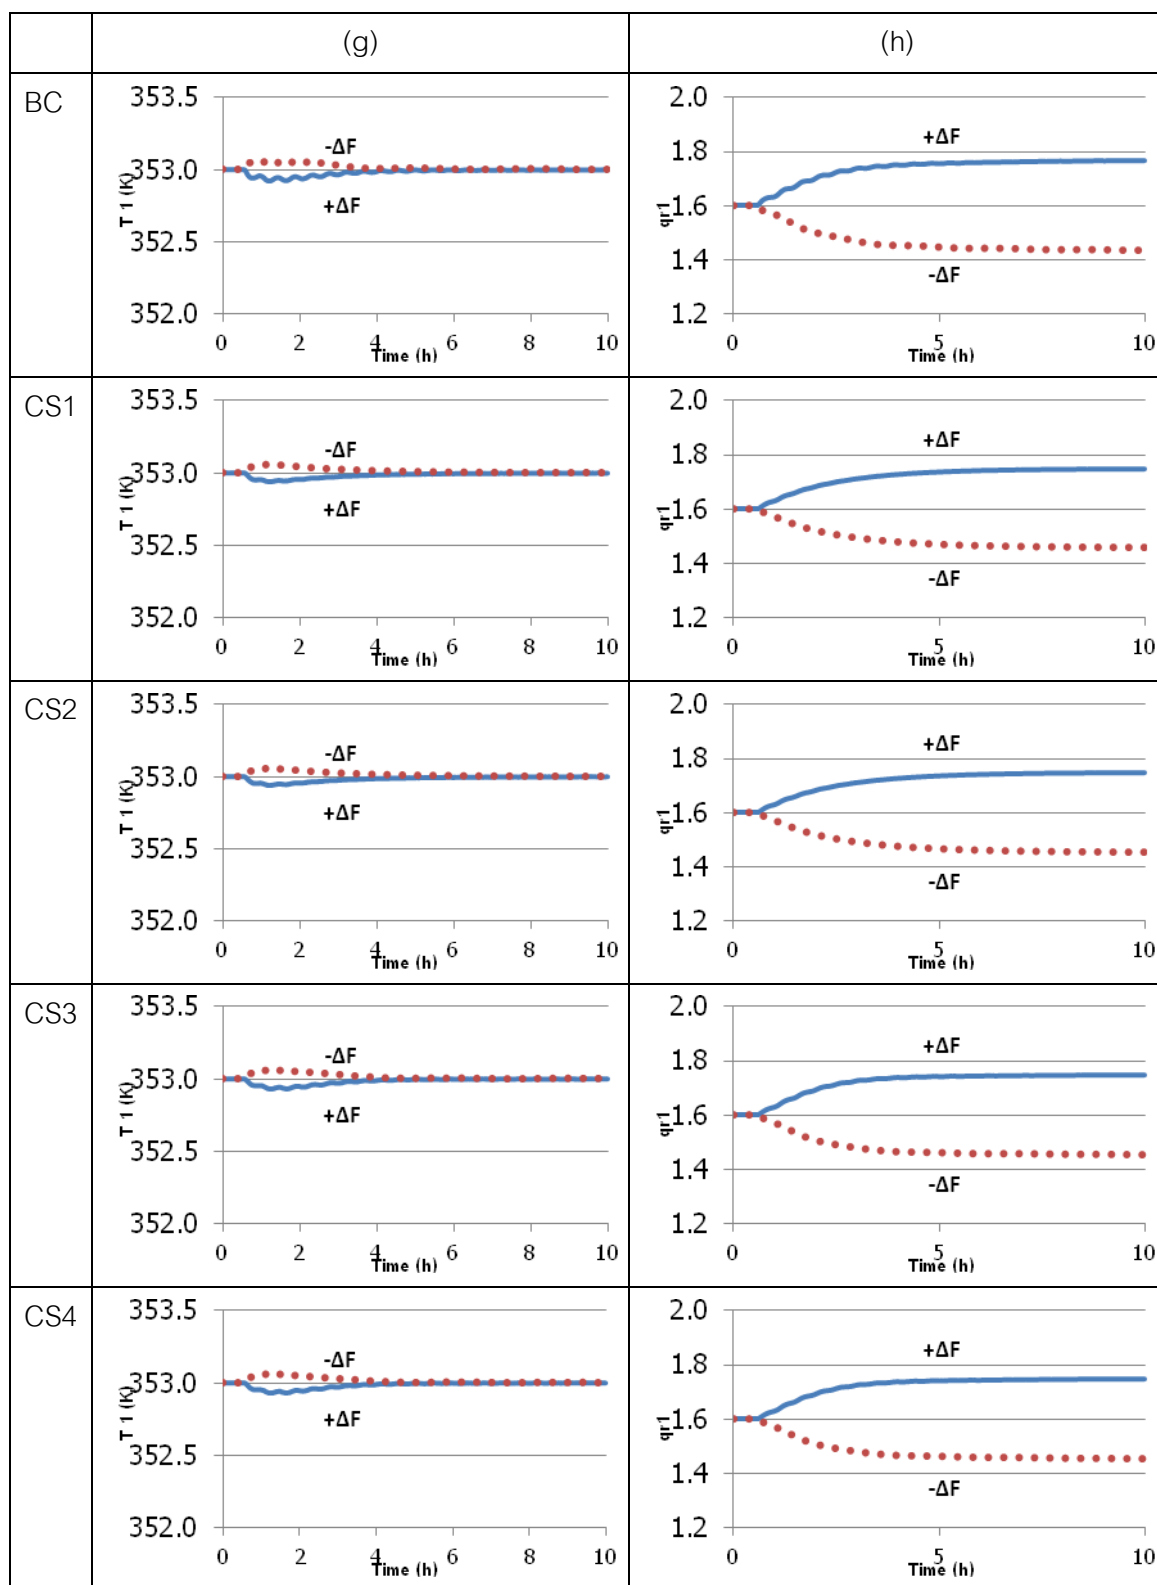 (g) (h)
BC
353.5
353.0
352.5
352.0
T 1 (K)
-ΔF
+ΔF
0 2 4 6 8 10
Time (h)
2.0
1.8
1.6
1.4
1.2
qr1
+ΔF
-ΔF
0 5 10
Time (h)
CS1
353.5
353.0
352.5
352.0
T 1 (K)
-ΔF
+ΔF
0 2 4 6 8 10
Time (h)
2.0
1.8
1.6
1.4
1.2
qr1
+ΔF
-ΔF
0 5 10
Time (h)
CS2
353.5
353.0
352.5
352.0
T 1 (K)
-ΔF
+ΔF
0 2 4 6 8 10
Time (h)
2.0
1.8
1.6
1.4
1.2
qr1
+ΔF
-ΔF
0 5 10
Time (h)
CS3
353.5
353.0
352.5
352.0
T 1 (K)
-ΔF
+ΔF
0 2 4 6 8 10
Time (h)
2.0
1.8
1.6
1.4
1.2
qr1
+ΔF
-ΔF
0 5 10
Time (h)
CS4
353.5
353.0
352.5
352.0
T 1 (K)
-ΔF
+ΔF
0 2 4 6 8 10
Time (h)
2.0
1.8
1.6
1.4
1.2
qr1
+ΔF
-ΔF
0 5 10
Time (h)